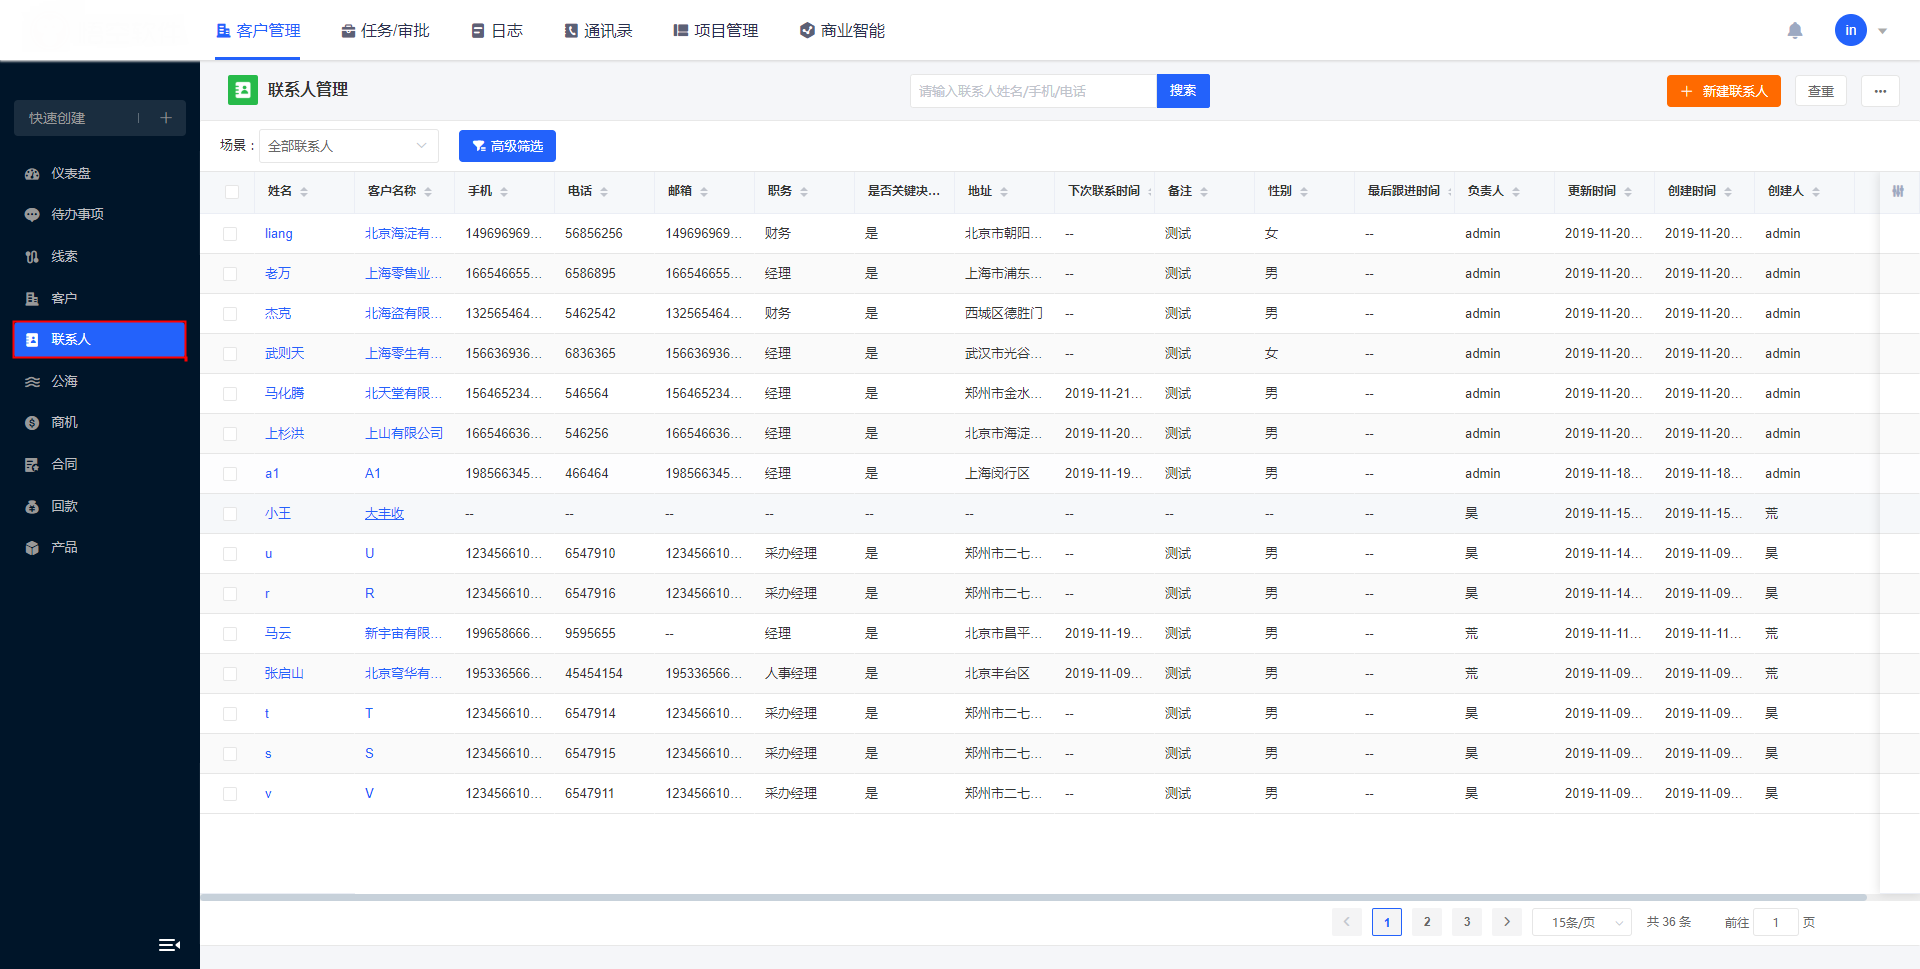 客户管理 任务/审批 日志 通讯录 项目管理 商业智能 in
快速创建 +
仪表盘
待办事项
线索
客户
联系人
公海
商机
合同
回款
产品
联系人管理 请输入联系人姓名/手机/电话 搜索 + 新建联系人 查重 ...
场景： 全部联系人 高级筛选
姓名 客户名称 手机 电话 邮箱 职务 是否关键决... 地址 下次联系时间 备注 性别 最后跟进时间 负责人 更新时间 创建时间 创建人
liang 北京海淀有... 149696969... 56856256 149696969... 财务 是 北京市朝阳... -- 测试 女 -- admin 2019-11-20... 2019-11-20... admin
老万 上海零售业... 166546655... 6586895 166546655... 经理 是 上海市浦东... -- 测试 男 -- admin 2019-11-20... 2019-11-20... admin
杰克 北海盗有限... 132565464... 5462542 132565464... 财务 是 西城区德胜门 -- 测试 男 -- admin 2019-11-20... 2019-11-20... admin
武则天 上海零生有... 156636936... 6836365 156636936... 经理 是 武汉市光谷... -- 测试 女 -- admin 2019-11-20... 2019-11-20... admin
马化腾 北天堂有限... 156465234... 546564 156465234... 经理 是 郑州市金水... 2019-11-21... 测试 男 -- admin 2019-11-20... 2019-11-20... admin
上杉洪 上山有限公司 166546636... 546256 166546636... 经理 是 北京市海淀... 2019-11-20... 测试 男 -- admin 2019-11-20... 2019-11-20... admin
a1 A1 198566345... 466464 198566345... 经理 是 上海闵行区 2019-11-19... 测试 男 -- admin 2019-11-18... 2019-11-18... admin
小王 大丰收 -- -- -- -- -- -- -- -- -- -- 昊 2019-11-15... 2019-11-15... 荒
u U 123456610... 6547910 123456610... 采办经理 是 郑州市二七... -- 测试 男 -- 昊 2019-11-14... 2019-11-09... 昊
r R 123456610... 6547916 123456610... 采办经理 是 郑州市二七... -- 测试 男 -- 昊 2019-11-14... 2019-11-09... 昊
马云 新宇宙有限... 199658666... 9595655 -- 经理 是 北京市昌平... 2019-11-19... 测试 男 -- 荒 2019-11-11... 2019-11-11... 荒
张启山 北京穹华有... 195336566... 45454154 195336566... 人事经理 是 北京丰台区 2019-11-09... 测试 男 -- 荒 2019-11-09... 2019-11-09... 荒
t T 123456610... 6547914 123456610... 采办经理 是 郑州市二七... -- 测试 男 -- 昊 2019-11-09... 2019-11-09... 昊
s S 123456610... 6547915 123456610... 采办经理 是 郑州市二七... -- 测试 男 -- 昊 2019-11-09... 2019-11-09... 昊
v V 123456610... 6547911 123456610... 采办经理 是 郑州市二七... -- 测试 男 -- 昊 2019-11-09... 2019-11-09... 昊
< 1 2 3 > 15条/页 共 36 条 前往 1 页